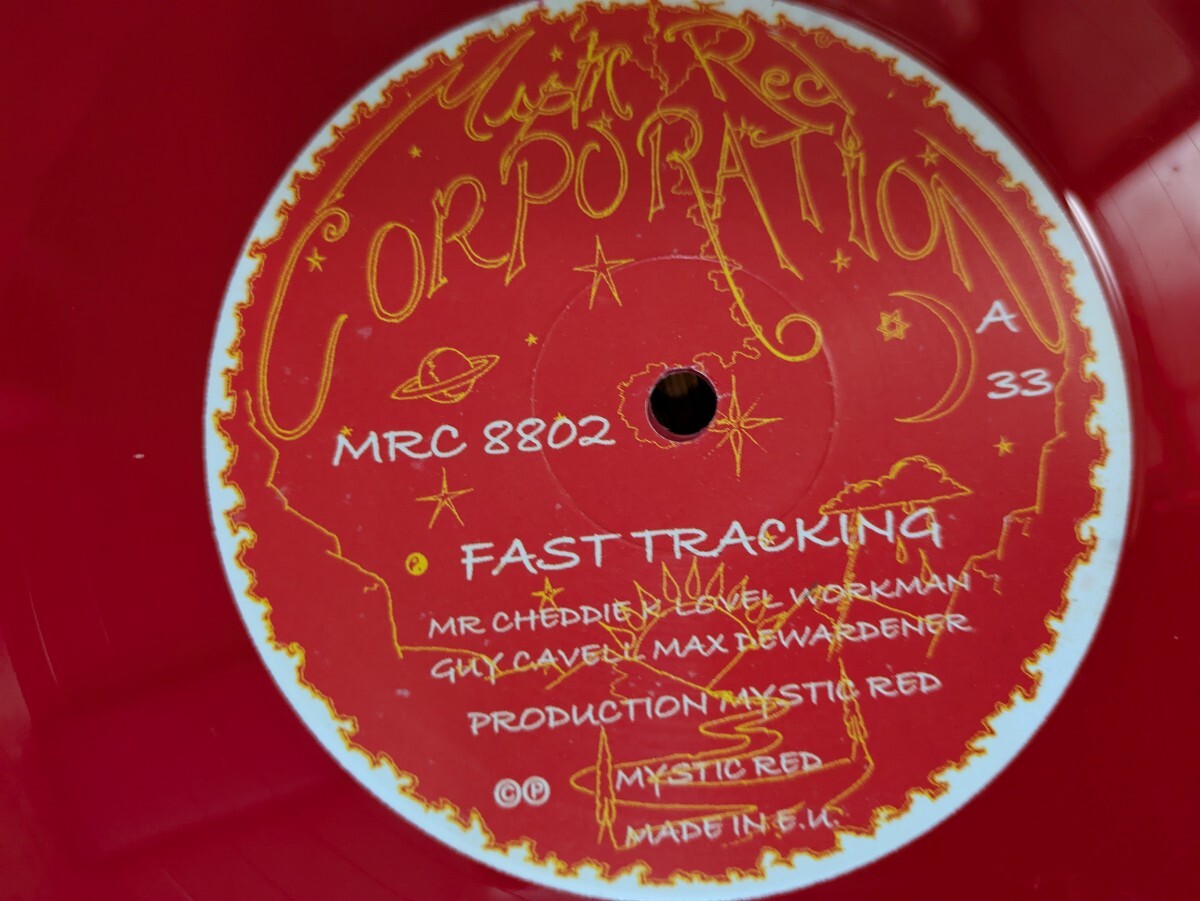 Mystic Red
CORPORATION
A
33
MRC 8802
FAST TRACKING
MR CHEDDIE K LOVEL WORKMAN
GUY CAVELL MAX DEWARDENER
PRODUCTION MYSTIC RED
©℗ MYSTIC RED
MADE IN E.U.